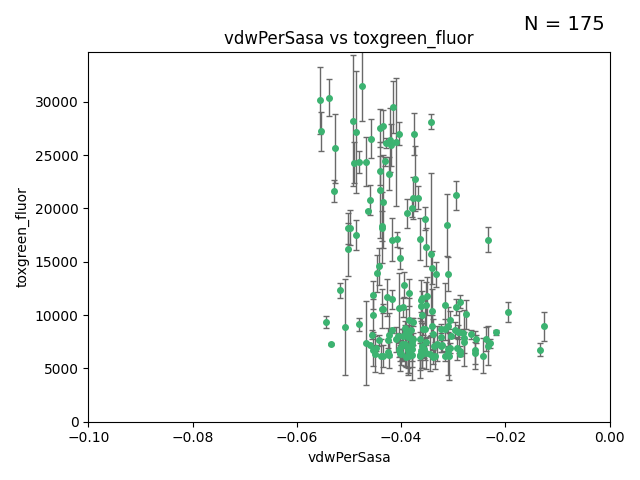 N = 175
vdwPerSasa vs toxgreen_fluor
toxgreen_fluor
30000
25000
20000
15000
10000
5000
0
−0.10 −0.08 −0.06 −0.04 −0.02 0.00
vdwPerSasa